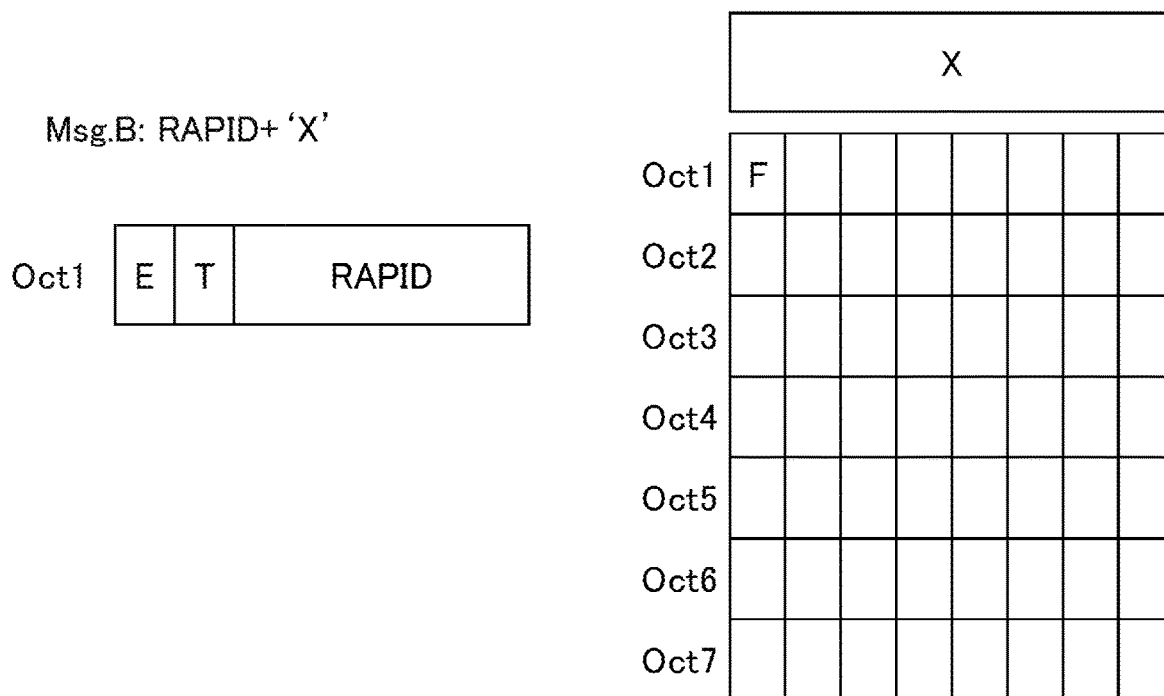 Msg.B: RAPID+ ‘X’
Oct1 E T RAPID
X
Oct1 F
Oct2
Oct3
Oct4
Oct5
Oct6
Oct7